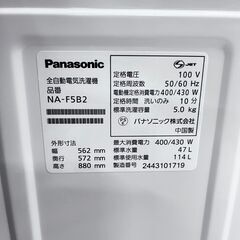 Panasonic
全自動電気洗濯機
品番
NA-F5B2
外形寸法
幅 562 mm
奥行 572 mm
高さ 880 mm
JET
定格電圧 100 V
定格周波数 50/60 Hz
電動機定格消費電力 400/430 W
定格時間 洗いのみ 10 分
標準洗濯容量 5.0 kg
パナソニック株式会社
中国製
最大消費電力 400/430 W
標準水量 47 L
標準使用水量 114 L
製造番号 2443101719